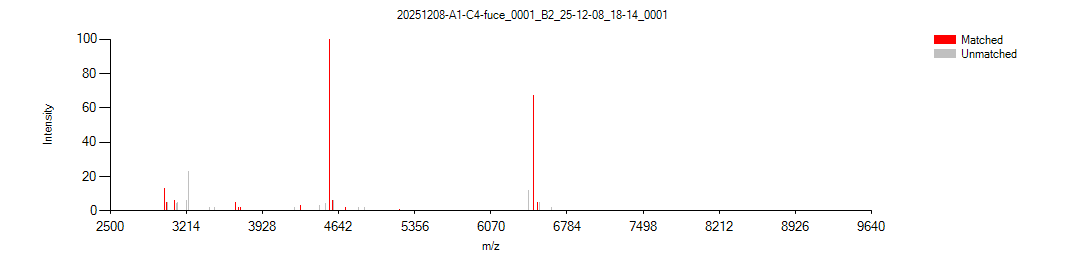 20251208-A1-C4-fuce_0001_B2_25-12-08_18-14_0001
Matched
Unmatched
Intensity
100
80
60
40
20
0
2500 3214 3928 4642 5356 6070 6784 7498 8212 8926 9640
m/z